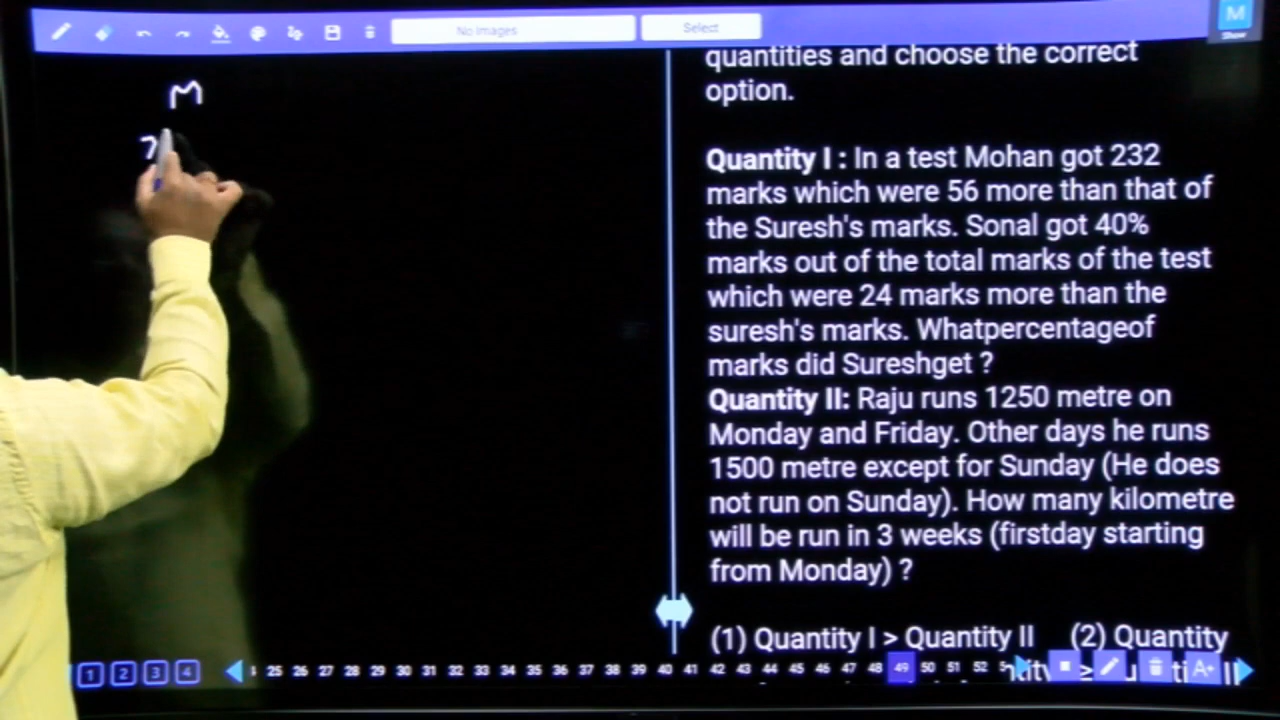 No Images
Select
M
Show
M
quantities and choose the correct
option.
Quantity I : In a test Mohan got 232
marks which were 56 more than that of
the Suresh's marks. Sonal got 40%
marks out of the total marks of the test
which were 24 marks more than the
suresh's marks. Whatpercentageof
marks did Sureshget ?
Quantity II: Raju runs 1250 metre on
Monday and Friday. Other days he runs
1500 metre except for Sunday (He does
not run on Sunday). How many kilometre
will be run in 3 weeks (firstday starting
from Monday) ?
(1) Quantity I > Quantity II (2) Quantity
1 2 3 4 25 26 27 28 29 30 31 32 33 34 35 36 37 38 39 40 41 42 43 44 45 46 47 48 49 50 51 52 A+